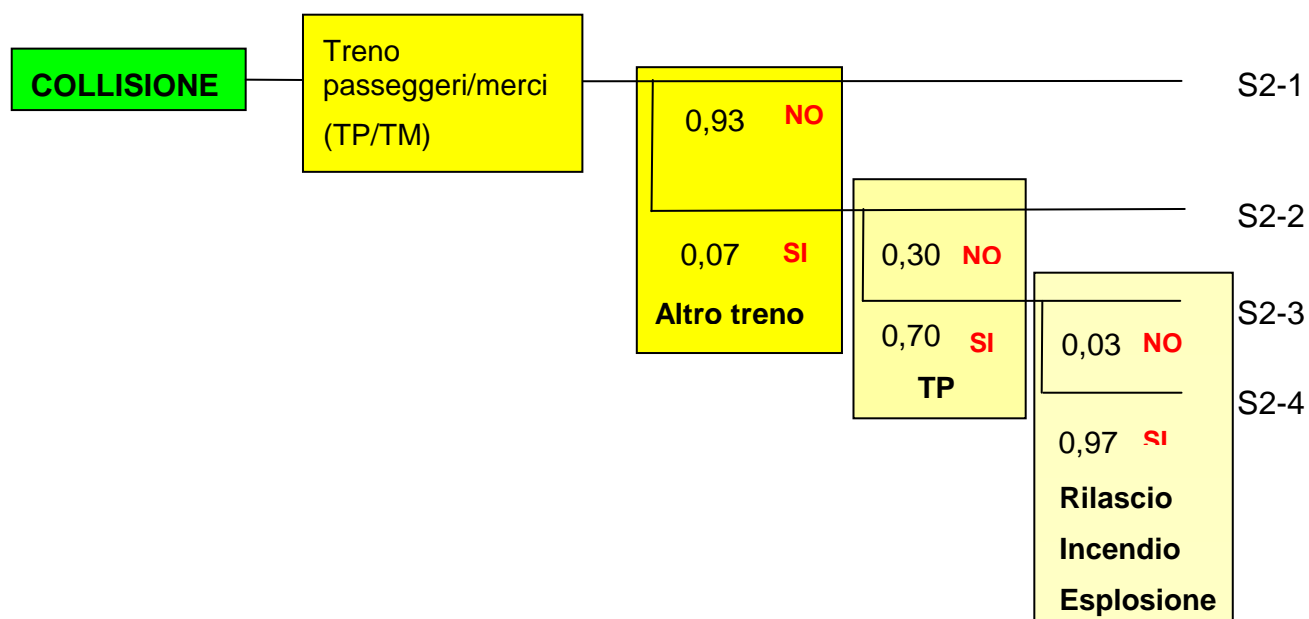 COLLISIONE
Treno
passeggeri/merci
(TP/TM)
S2-1
0,93 NO
S2-2
0,07 SI
Altro treno
0,30 NO
S2-3
0,70 SI
TP
0,03 NO
S2-4
0,97 SI
Rilascio
Incendio
Esplosione